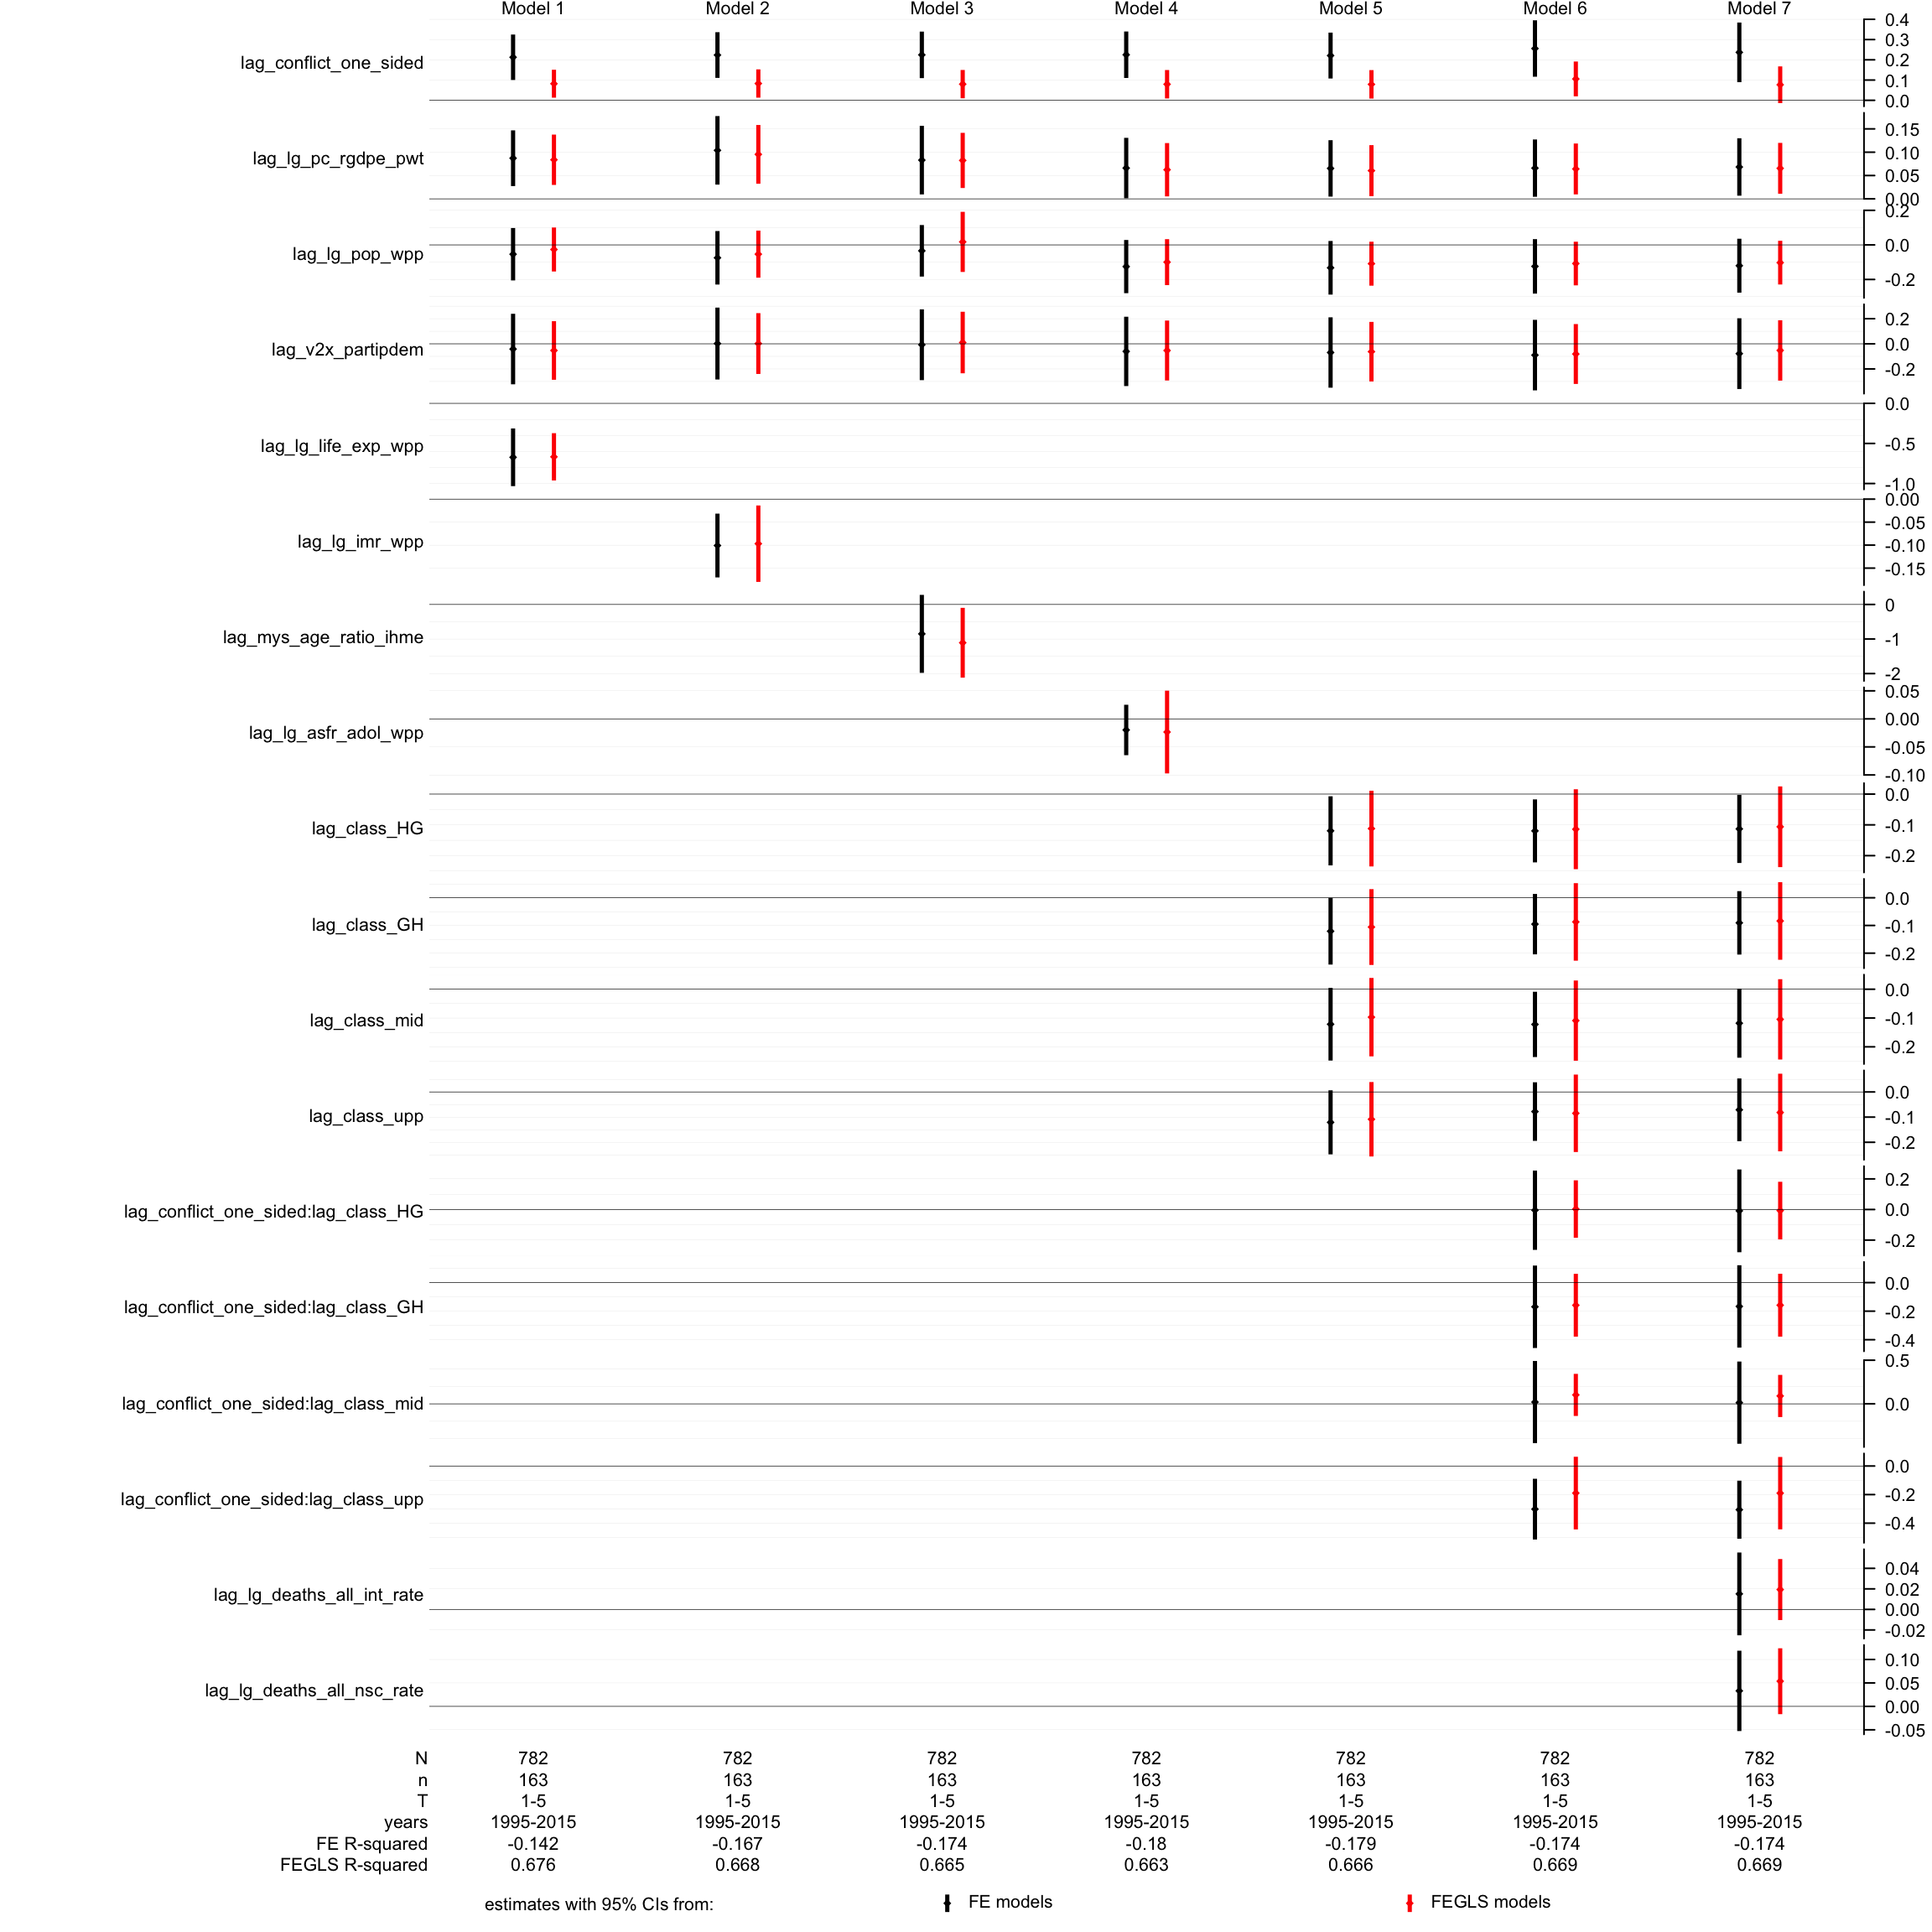 Model 1 Model 2 Model 3 Model 4 Model 5 Model 6 Model 7
lag_conflict_one_sided 0.4 0.3 0.2 0.1 0.0
lag_lg_pc_rgdpe_pwt 0.15 0.10 0.05 0.00
lag_lg_pop_wpp 0.2 0.0 -0.2
lag_v2x_partipdem 0.2 0.0 -0.2
lag_lg_life_exp_wpp 0.0 -0.5 -1.0
lag_lg_imr_wpp 0.00 -0.05 -0.10 -0.15
lag_mys_age_ratio_ihme 0 -1 -2
lag_lg_asfr_adol_wpp 0.05 0.00 -0.05 -0.10
lag_class_HG 0.0 -0.1 -0.2
lag_class_GH 0.0 -0.1 -0.2
lag_class_mid 0.0 -0.1 -0.2
lag_class_upp 0.0 -0.1 -0.2
lag_conflict_one_sided:lag_class_HG 0.2 0.0 -0.2
lag_conflict_one_sided:lag_class_GH 0.0 -0.2 -0.4
lag_conflict_one_sided:lag_class_mid 0.5 0.0
lag_conflict_one_sided:lag_class_upp 0.0 -0.2 -0.4
lag_lg_deaths_all_int_rate 0.04 0.02 0.00 -0.02
lag_lg_deaths_all_nsc_rate 0.10 0.05 0.00 -0.05
N 782 782 782 782 782 782 782
n 163 163 163 163 163 163 163
T 1-5 1-5 1-5 1-5 1-5 1-5 1-5
years 1995-2015 1995-2015 1995-2015 1995-2015 1995-2015 1995-2015 1995-2015
FE R-squared -0.142 -0.167 -0.174 -0.18 -0.179 -0.174 -0.174
FEGLS R-squared 0.676 0.668 0.665 0.663 0.666 0.669 0.669
estimates with 95% CIs from: FE models FEGLS models